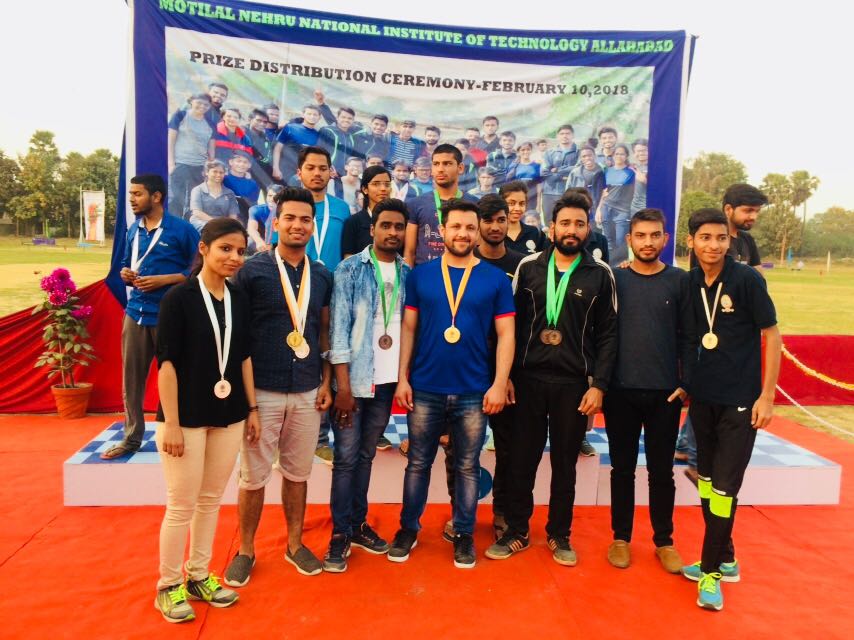 MOTILAL NEHRU NATIONAL INSTITUTE OF TECHNOLOGY ALLAHABAD
PRIZE DISTRIBUTION CEREMONY-FEBRUARY 10,2018